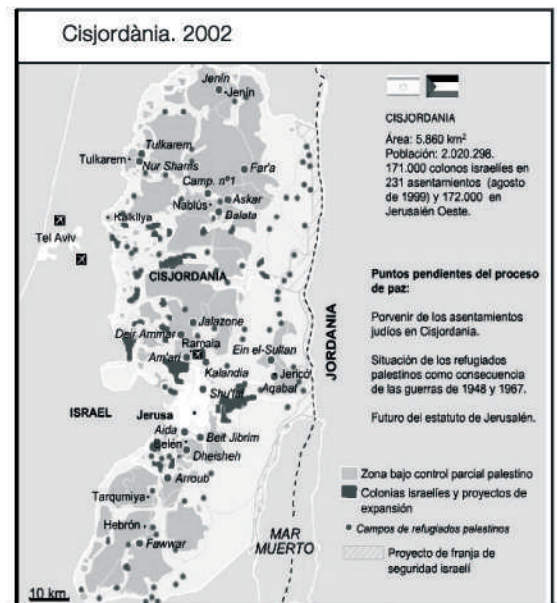 Cisjordània. 2002
CISJORDANIA
Área: 5.860 km²
Población: 2.020.298.
171.000 colonos israelíes en
231 asentamientos (agosto
de 1999) y 172.000 en
Jerusalén Oeste.
Puntos pendientes del proceso
de paz:
Porvenir de los asentamientos
judíos en Cisjordania.
Situación de los refugiados
palestinos como consecuencia
de las guerras de 1948 y 1967.
Futuro del estatuto de Jerusalén.
Jenín
Jenín
Tulkarem
Tulkarem
Nur Shams
Far'a
Camp. nº1
Askar
Nablús
Balata
Kalkilya
Tel Aviv
CISJORDANÍA
Jalazone
Deir Ammar
Ramala
Am'ari
Ein el-Sultan
Kalandia
Jericó
Shu'fat
Aqabat
JORDANIA
ISRAEL
Jerusa
Aida
Beit Jibrim
Belén
Dheisheh
Arroub
Tarqumiya
Hebrón
Fawwar
MAR
MUERTO
10 km
Zona bajo control parcial palestino
Colonias Israelíes y proyectos de
expansión
Campos de refugiados palestinos
Proyecto de franja de
seguridad israelí